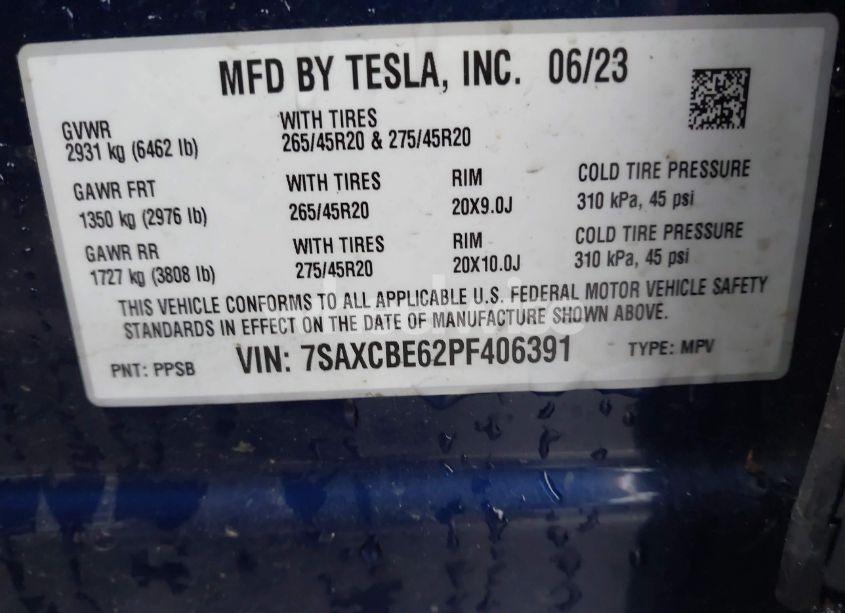 MFD BY TESLA, INC. 06/23
GVWR
2931 kg (6462 lb)
WITH TIRES
265/45R20 & 275/45R20
GAWR FRT
1350 kg (2976 lb)
WITH TIRES
265/45R20
RIM
20X9.0J
COLD TIRE PRESSURE
310 kPa, 45 psi
GAWR RR
1727 kg (3808 lb)
WITH TIRES
275/45R20
RIM
20X10.0J
COLD TIRE PRESSURE
310 kPa, 45 psi
THIS VEHICLE CONFORMS TO ALL APPLICABLE U.S. FEDERAL MOTOR VEHICLE SAFETY
STANDARDS IN EFFECT ON THE DATE OF MANUFACTURE SHOWN ABOVE.
PNT: PPSB
VIN: 7SAXCBE62PF406391
TYPE: MPV